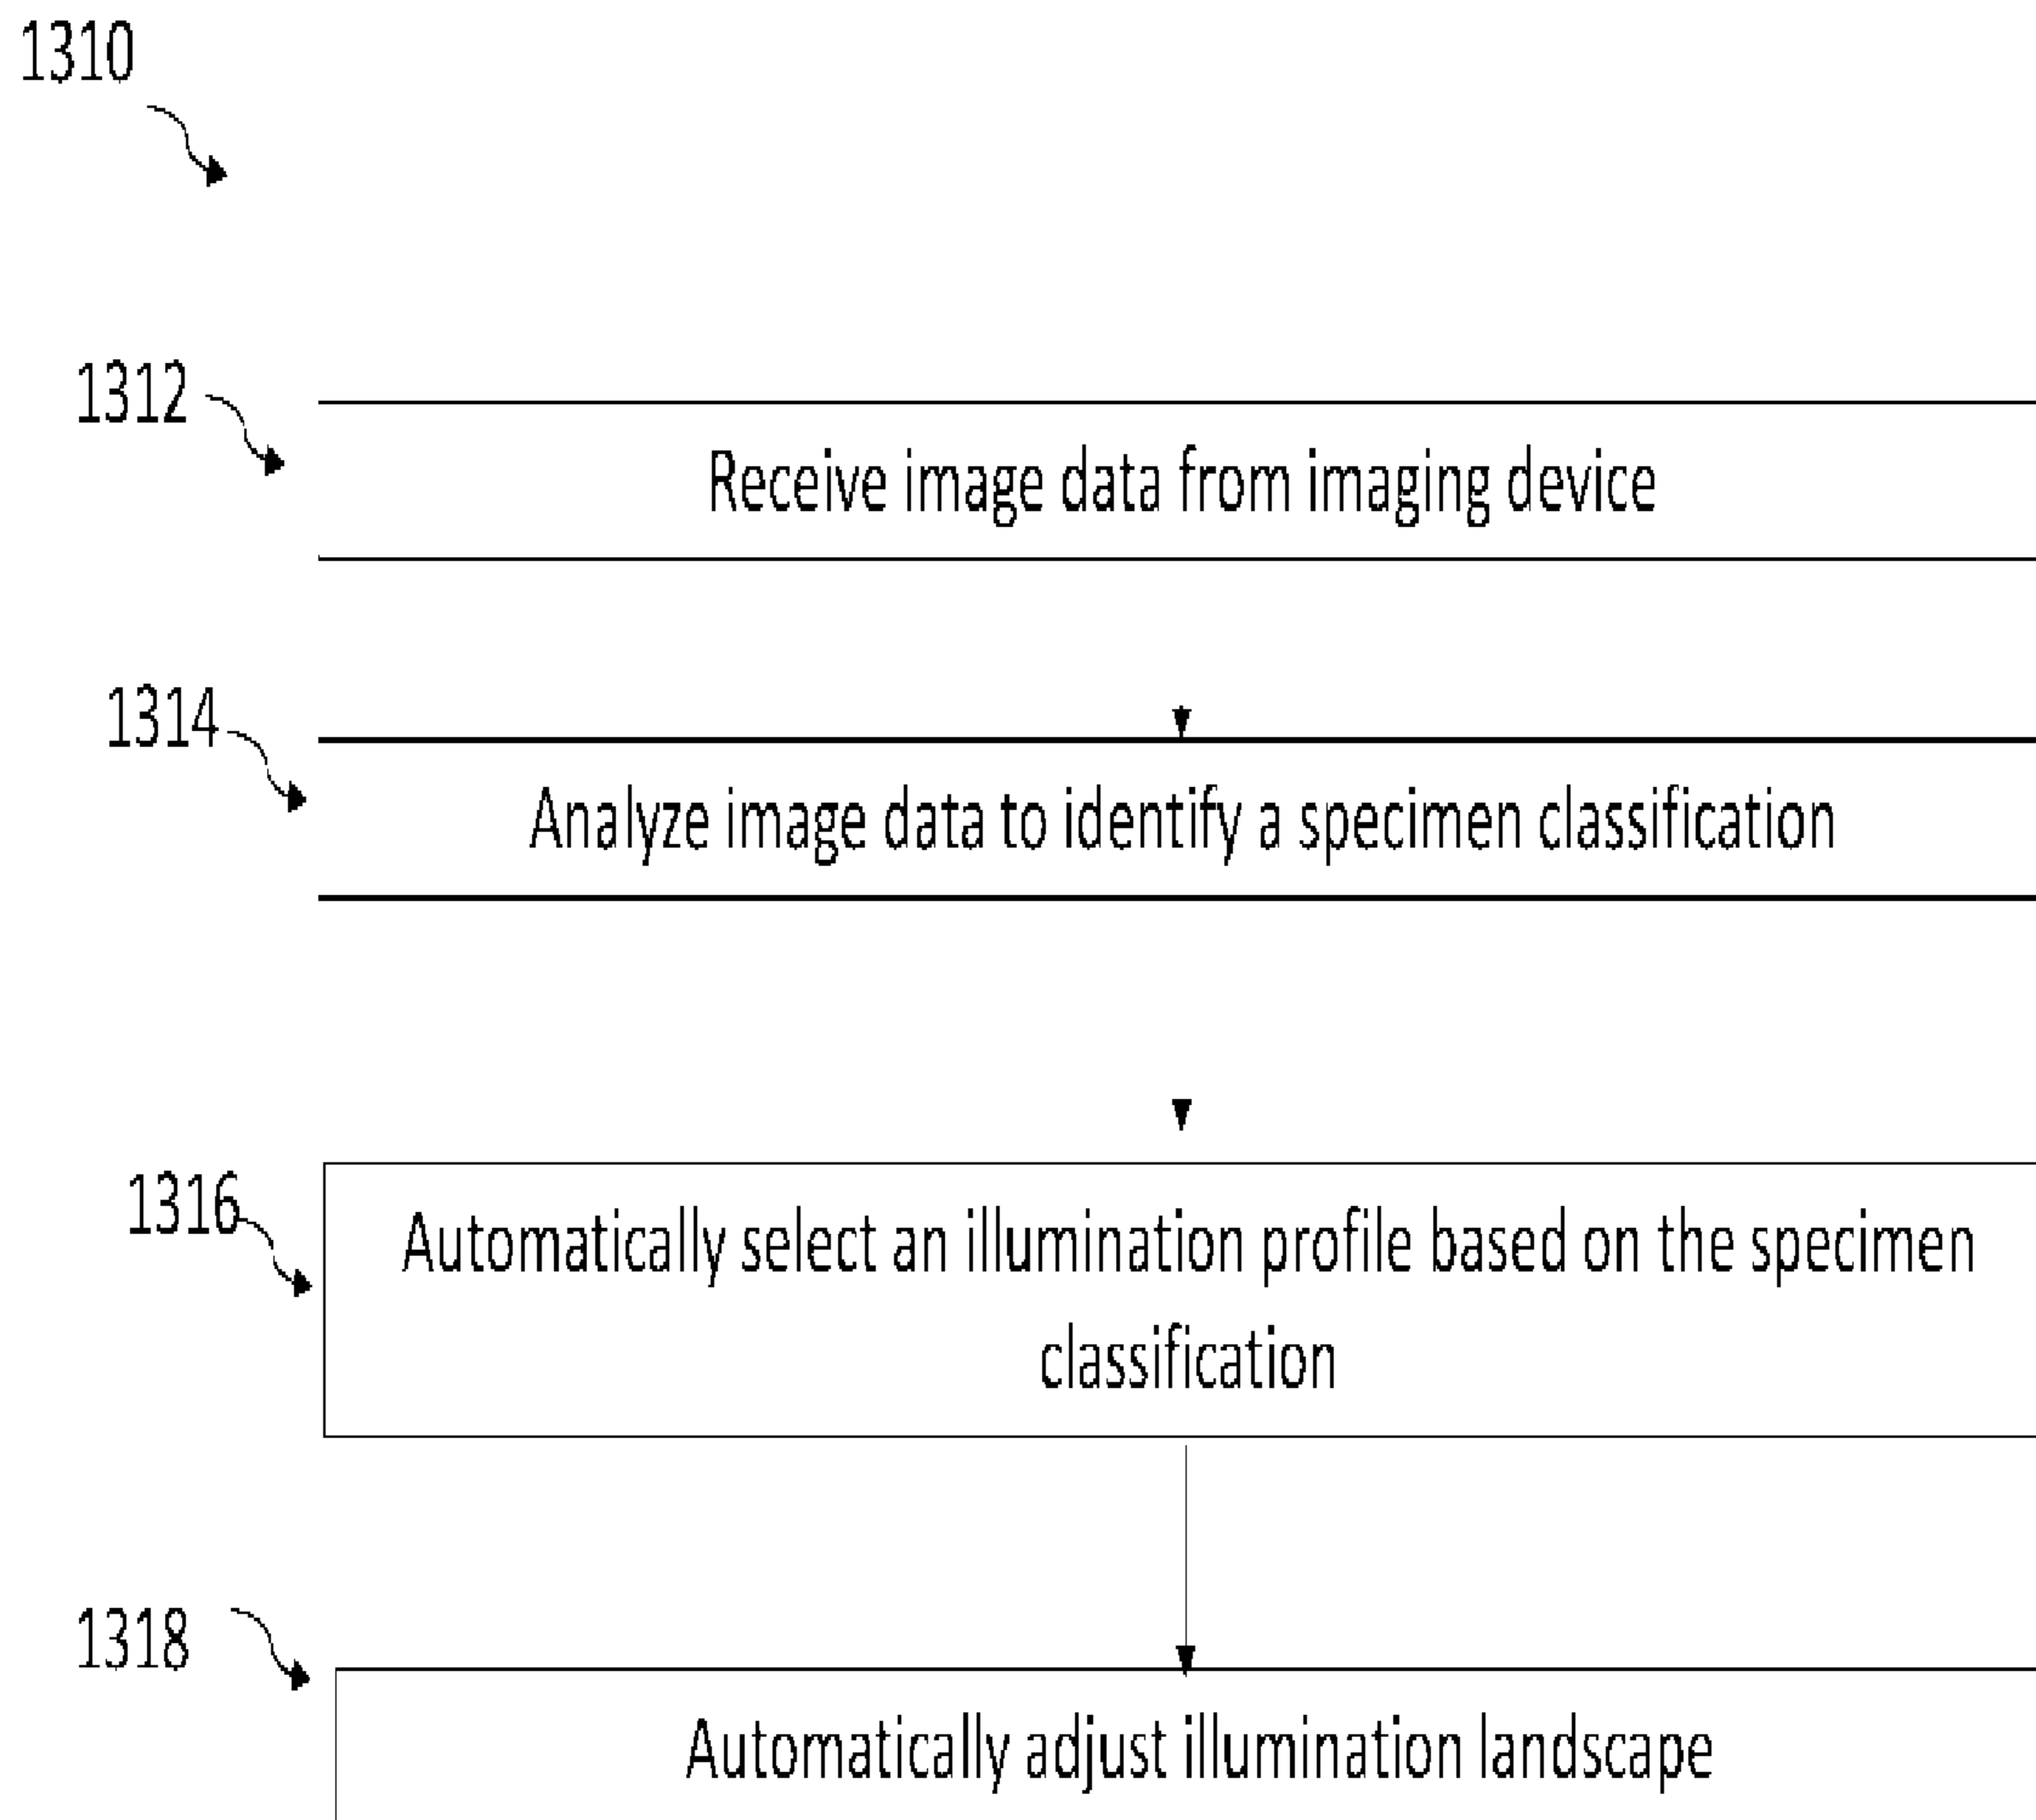 1310
1312
Receive image data from imaging device
1314
Analyze image data to identify a specimen classification
1316
Automatically select an illumination profile based on the specimen
classification
1318
Automatically adjust illumination landscape